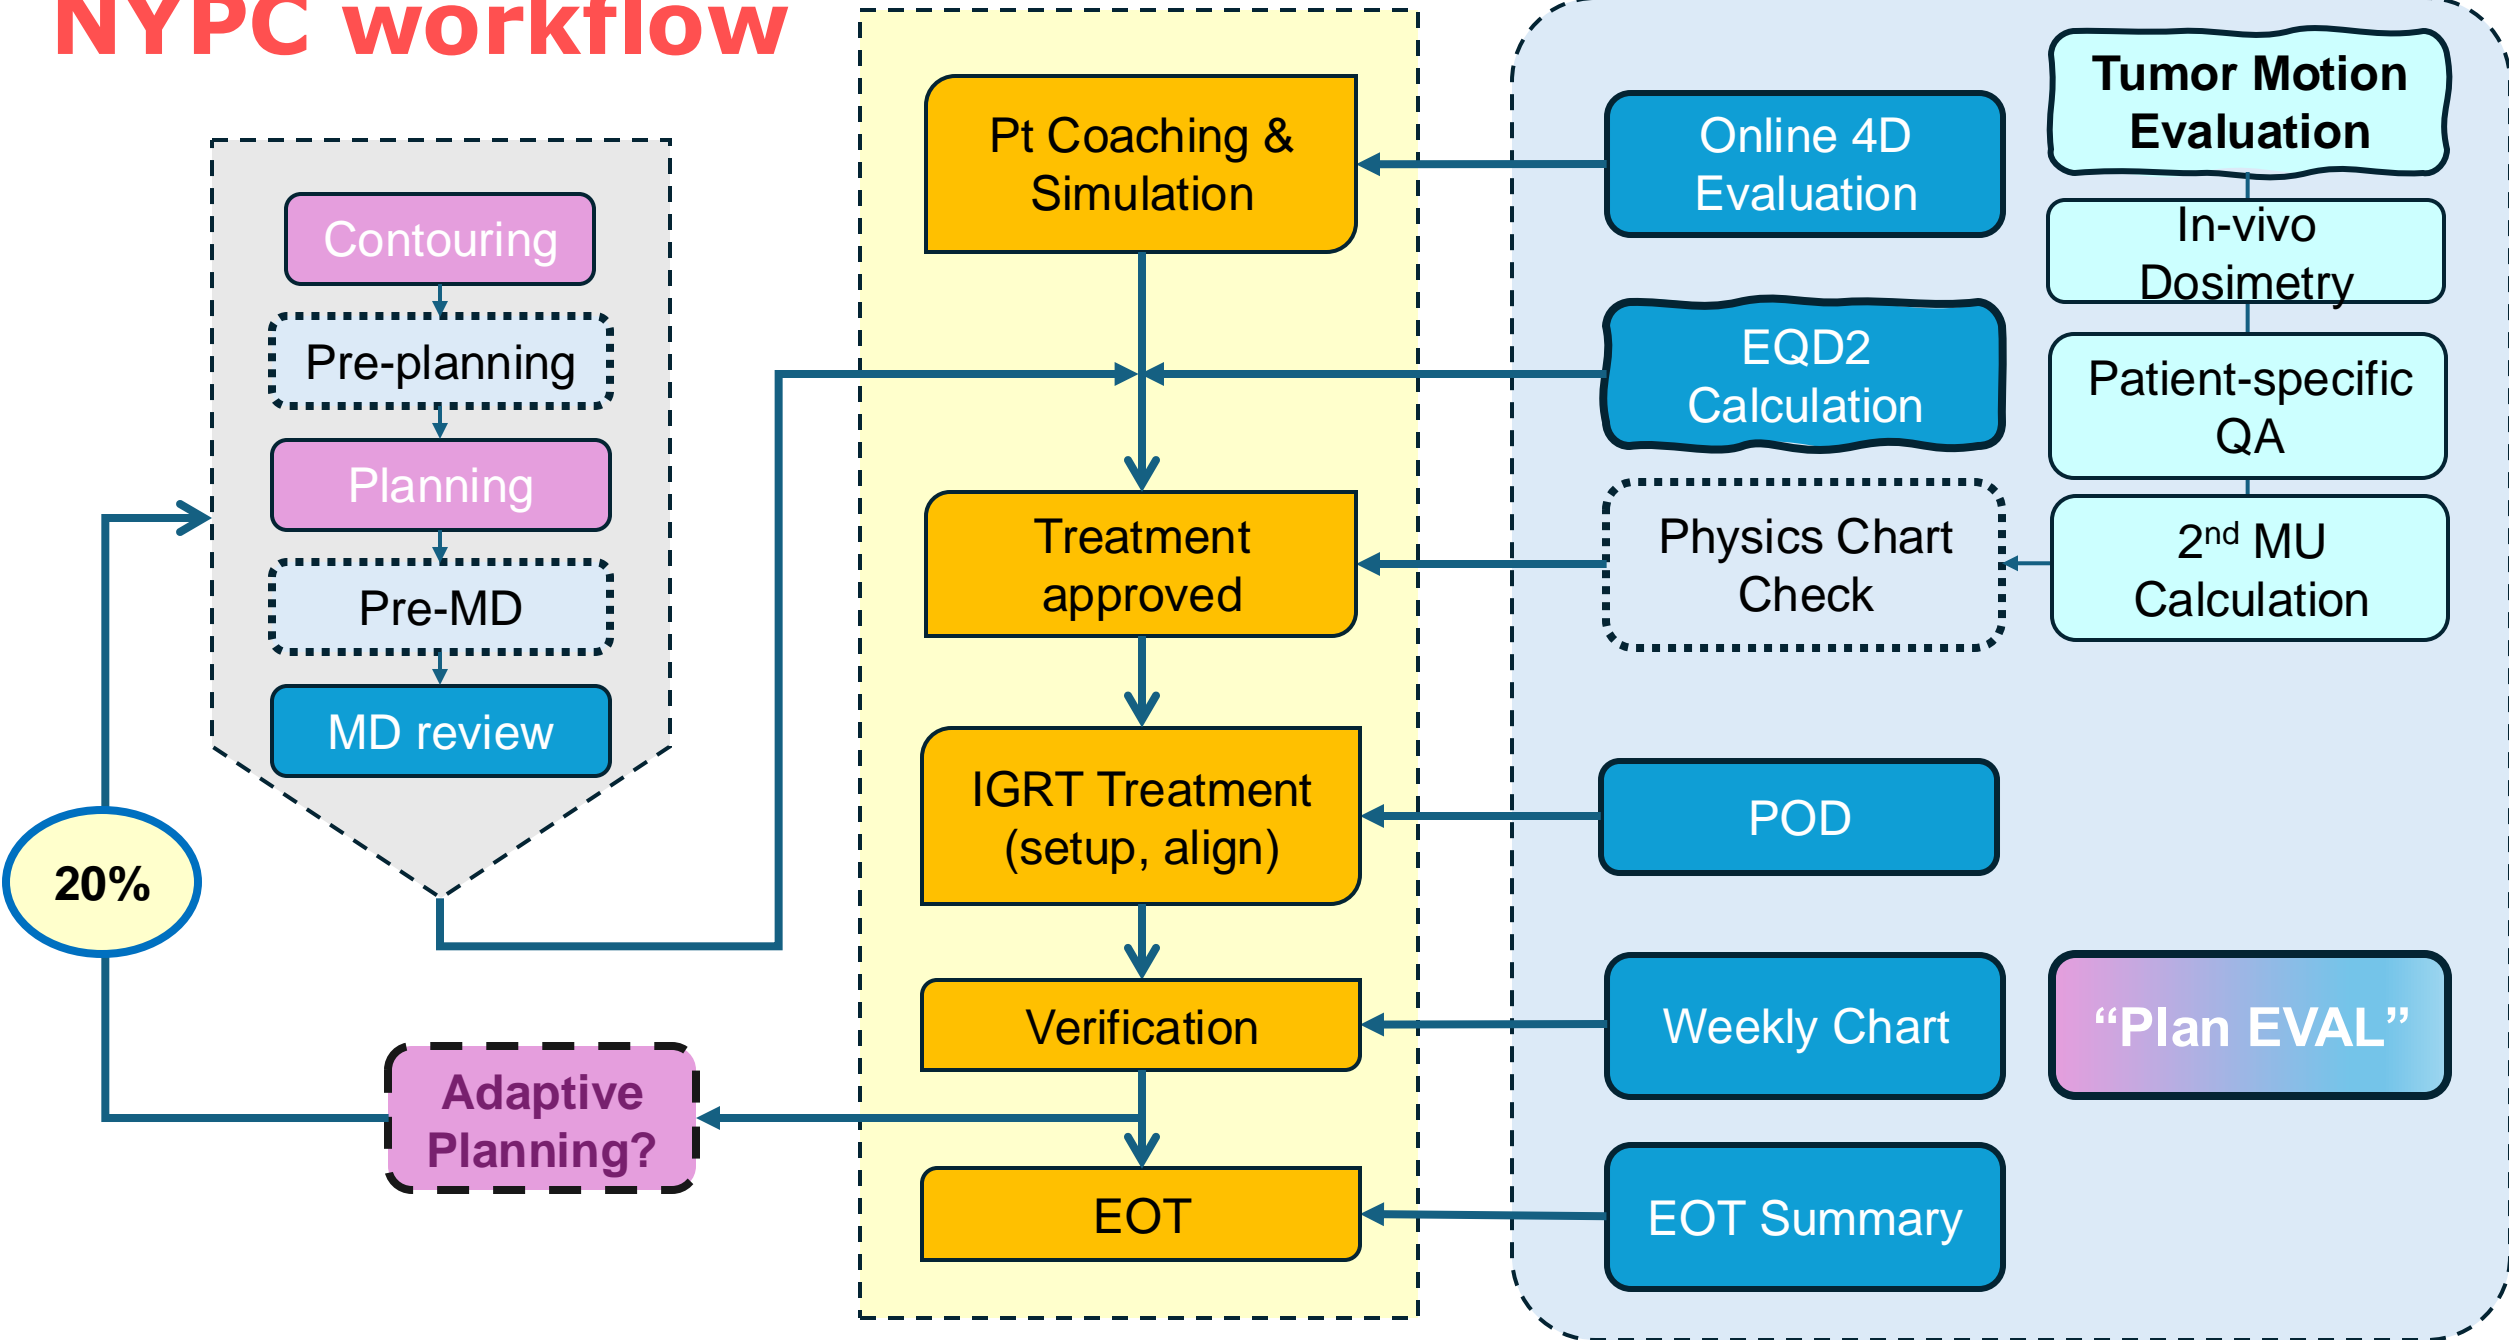 NYPC workflow
Contouring
Pre-planning
Planning
Pre-MD
MD review
20%
Adaptive
Planning?
Pt Coaching &
Simulation
Treatment
approved
IGRT Treatment
(setup, align)
Verification
EOT
Online 4D
Evaluation
EQD2
Calculation
Physics Chart
Check
POD
Weekly Chart
EOT Summary
Tumor Motion
Evaluation
In-vivo
Dosimetry
Patient-specific
QA
2nd MU
Calculation
“Plan EVAL”